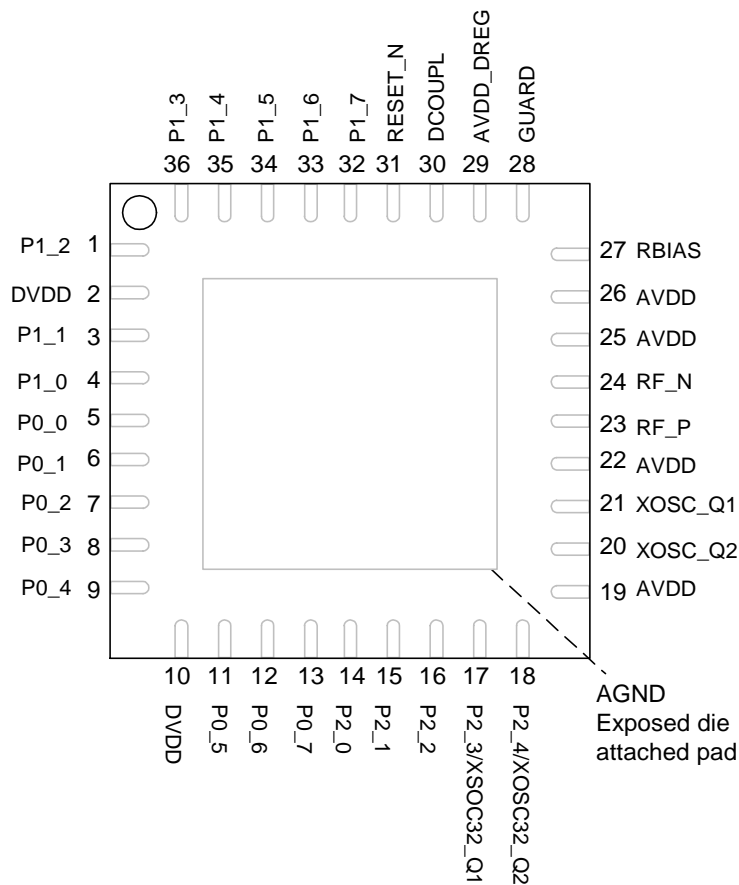 P1_3
P1_4
P1_5
P1_6
P1_7
RESET_N
DCOUPL
AVDD_DREG
GUARD
36 35 34 33 32 31 30 29 28
P1_2 1
DVDD 2
P1_1 3
P1_0 4
P0_0 5
P0_1 6
P0_2 7
P0_3 8
P0_4 9
27 RBIAS
26 AVDD
25 AVDD
24 RF_N
23 RF_P
22 AVDD
21 XOSC_Q1
20 XOSC_Q2
19 AVDD
10 11 12 13 14 15 16 17 18
DVDD
P0_5
P0_6
P0_7
P2_0
P2_1
P2_2
P2_3/XSOC32_Q1
P2_4/XOSC32_Q2
AGND
Exposed die
attached pad